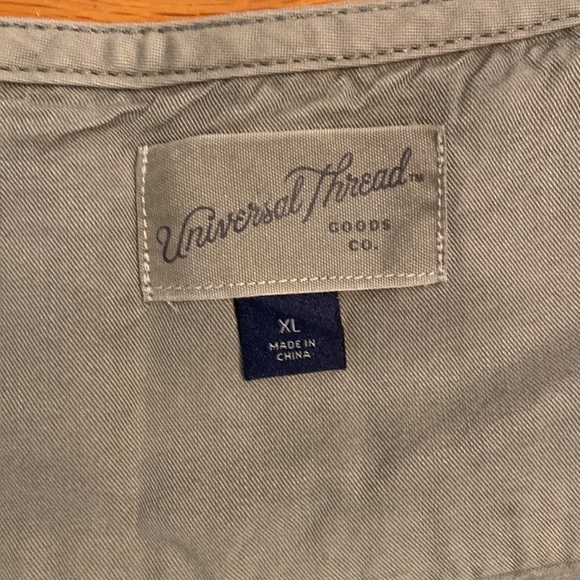 Universal Thread™
GOODS
CO.
XL
MADE IN
CHINA